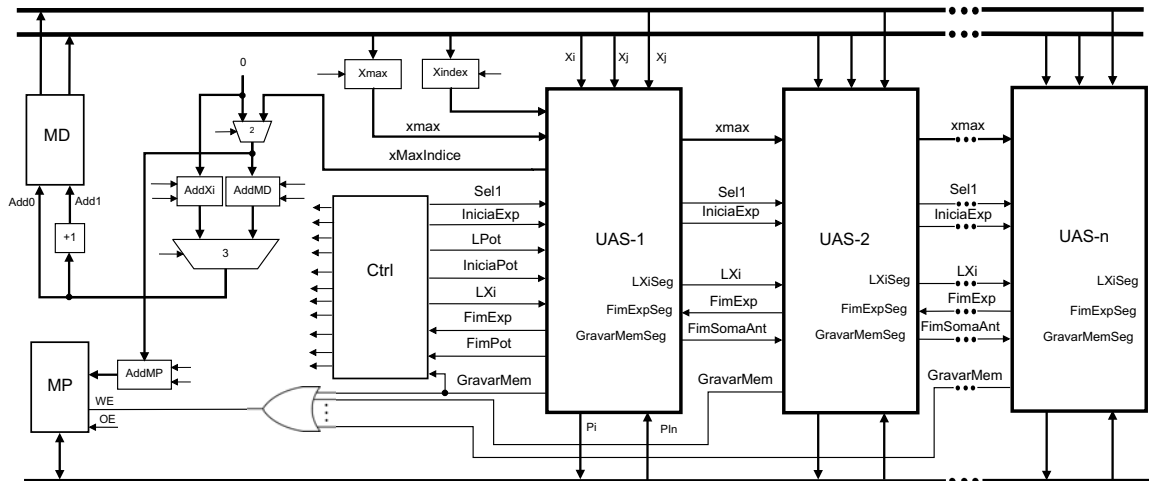 Xi
Xj
Xj
0
Xmax
Xindex
MD
2
xmax
xmax
xmax
xMaxIndice
AddXi
AddMD
Add0
Add1
+1
3
Ctrl
Sel1
IniciaExp
LPot
IniciaPot
LXi
FimExp
FimPot
GravarMem
UAS-1
LXiSeg
FimExpSeg
GravarMemSeg
Sel1
IniciaExp
LXi
FimExp
FimSomaAnt
GravarMem
UAS-2
LXiSeg
FimExpSeg
GravarMemSeg
Sel1
IniciaExp
LXi
FimExp
FimSomaAnt
GravarMem
UAS-n
LXiSeg
FimExpSeg
GravarMemSeg
MP
AddMP
WE
OE
Pi
PIn